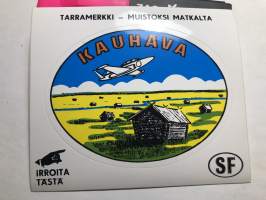 TARRAMERKKI – MUISTOKSI MATKALTA
KAUHAVA
IRROITA
TÄSTÄ
SF